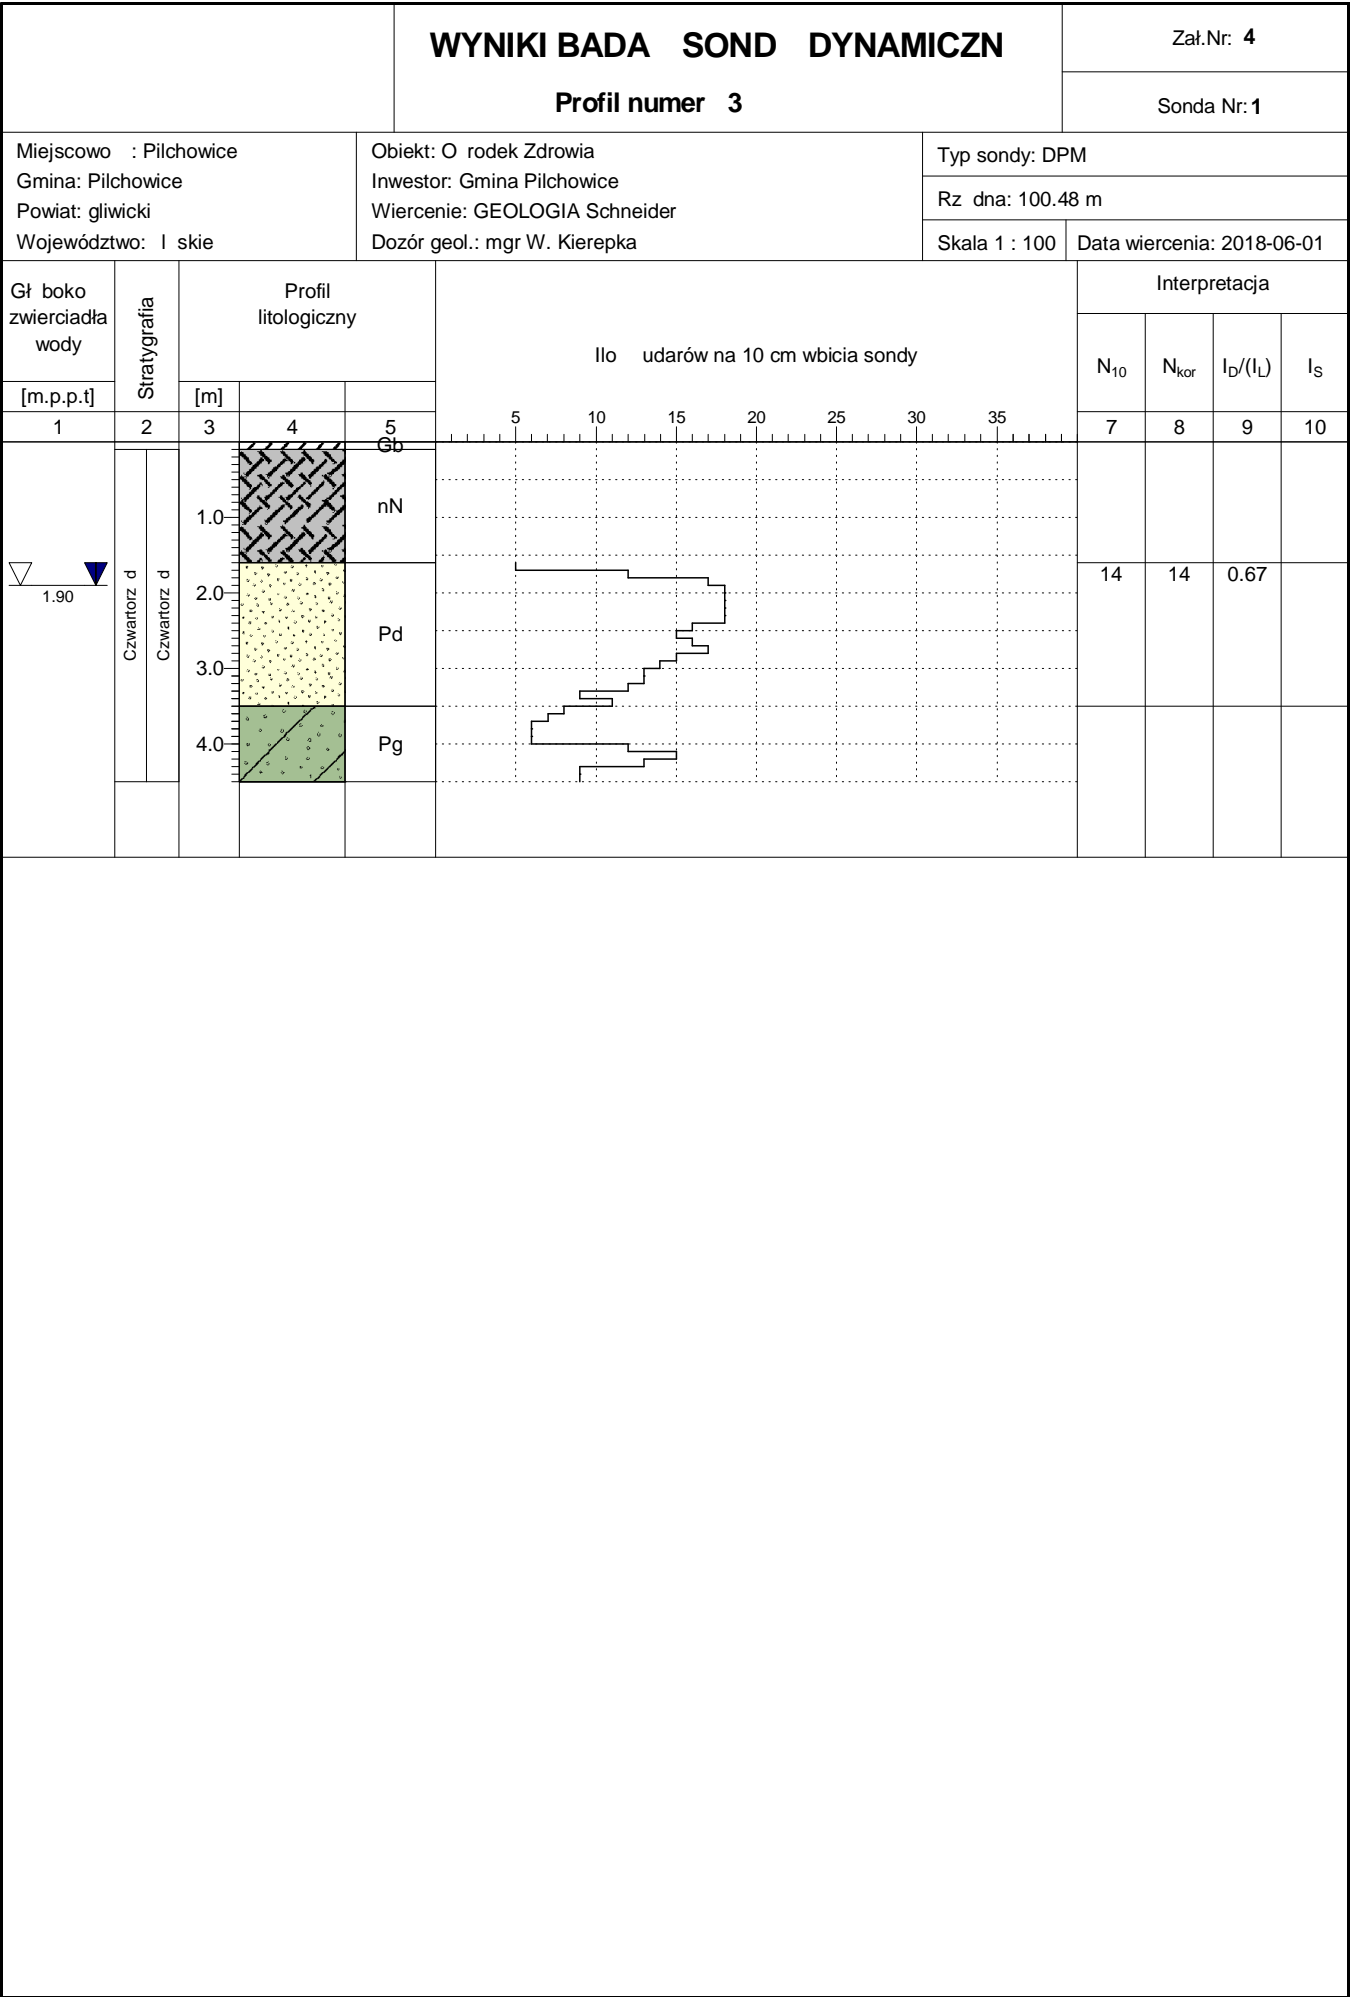 WYNIKI BADA SOND DYNAMICZN
Profil numer 3
Zał.Nr: 4
Sonda Nr: 1
Miejscowo : Pilchowice
Gmina: Pilchowice
Powiat: gliwicki
Województwo: l skie
Obiekt: O rodek Zdrowia
Inwestor: Gmina Pilchowice
Wiercenie: GEOLOGIA Schneider
Dozór geol.: mgr W. Kierepka
Typ sondy: DPM
Rz dna: 100.48 m
Skala 1 : 100
Data wiercenia: 2018-06-01
Gł boko
zwierciadła
wody
[m.p.p.t]
Stratygrafia
Profil
litologiczny
[m]
Ilo udarów na 10 cm wbicia sondy
Interpretacja
N10 Nkor ID/(IL) IS
5 10 15 20 25 30 35
1 2 3 4 5 7 8 9 10
Gb
nN
1.0
1.90
Czwartorz d
Czwartorz d
2.0
Pd
3.0
14 14 0.67
4.0
Pg